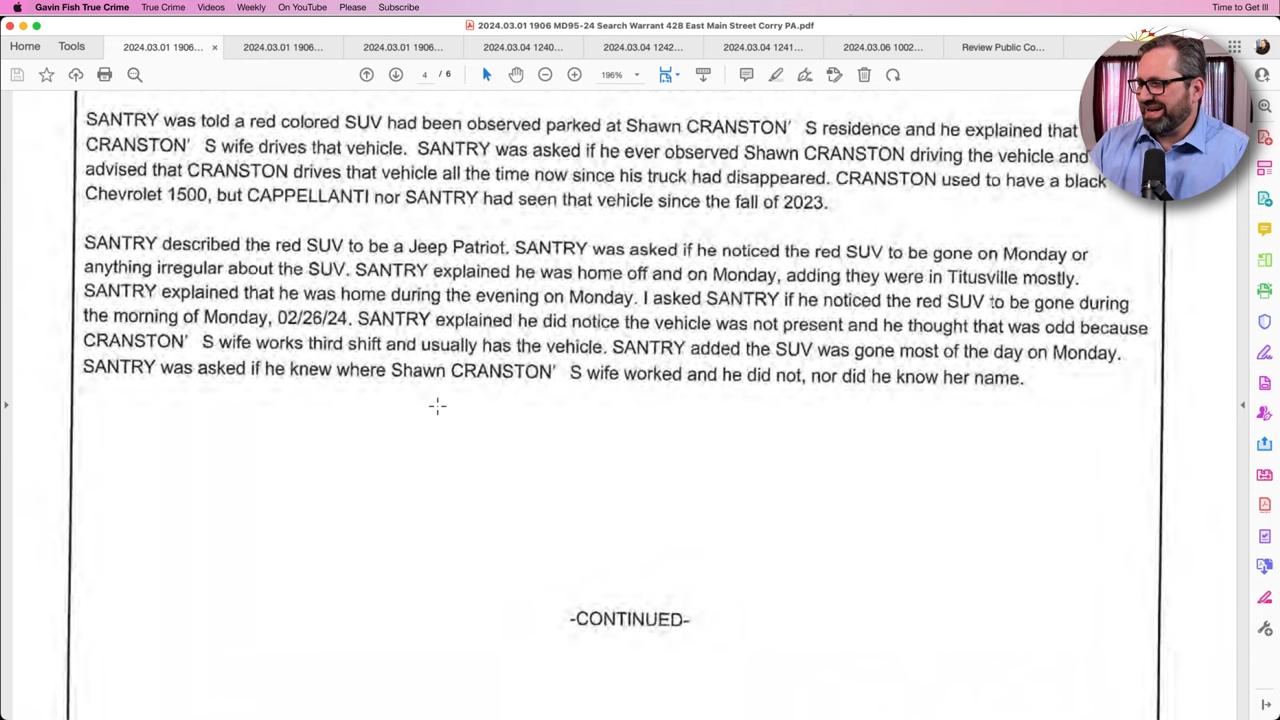 Gavin Fish True Crime True Crime Videos Weekly On YouTube Please Subscribe Time to Get Ill
2024.03.01 1906 MD95-24 Search Warrant 428 East Main Street Corry PA.pdf
Home Tools 2024.03.01 1906... × 2024.03.01 1906... 2024.03.01 1906... 2024.03.04 1240... 2024.03.04 1242... 2024.03.04 1241... 2024.03.06 1002... Review Public Co...
4 / 6 196%
SANTRY was told a red colored SUV had been observed parked at Shawn CRANSTON' S residence and he explained that
CRANSTON' S wife drives that vehicle. SANTRY was asked if he ever observed Shawn CRANSTON driving the vehicle and
advised that CRANSTON drives that vehicle all the time now since his truck had disappeared. CRANSTON used to have a black
Chevrolet 1500, but CAPPELLANTI nor SANTRY had seen that vehicle since the fall of 2023.
SANTRY described the red SUV to be a Jeep Patriot. SANTRY was asked if he noticed the red SUV to be gone on Monday or
anything irregular about the SUV. SANTRY explained he was home off and on Monday, adding they were in Titusville mostly.
SANTRY explained that he was home during the evening on Monday. I asked SANTRY if he noticed the red SUV to be gone during
the morning of Monday, 02/26/24. SANTRY explained he did notice the vehicle was not present and he thought that was odd because
CRANSTON' S wife works third shift and usually has the vehicle. SANTRY added the SUV was gone most of the day on Monday.
SANTRY was asked if he knew where Shawn CRANSTON' S wife worked and he did not, nor did he know her name.
-CONTINUED-